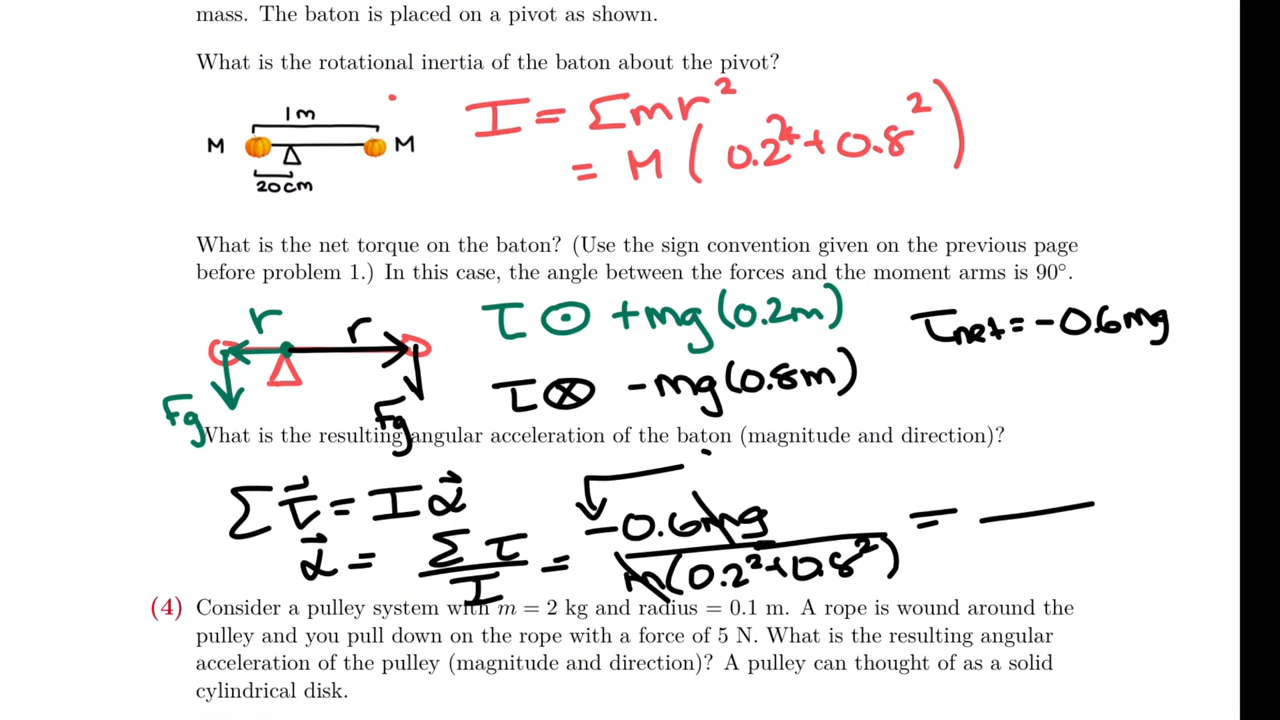 mass. The baton is placed on a pivot as shown.
What is the rotational inertia of the baton about the pivot?
1m
M M
20cm
I = Σmr²
= M (0.2² + 0.8²)
What is the net torque on the baton? (Use the sign convention given on the previous page
before problem 1.) In this case, the angle between the forces and the moment arms is 90°.
r r
Fg Fg
τ ⊙ +mg(0.2m)
τ ⊗ -mg(0.8m)
τnet = -0.6mg
What is the resulting angular acceleration of the baton (magnitude and direction)?
Στ⃗ = Iα⃗
α⃗ = Στ/I = -0.6mg/m(0.2²+0.8²) =
(4) Consider a pulley system with m = 2 kg and radius = 0.1 m. A rope is wound around the
pulley and you pull down on the rope with a force of 5 N. What is the resulting angular
acceleration of the pulley (magnitude and direction)? A pulley can thought of as a solid
cylindrical disk.